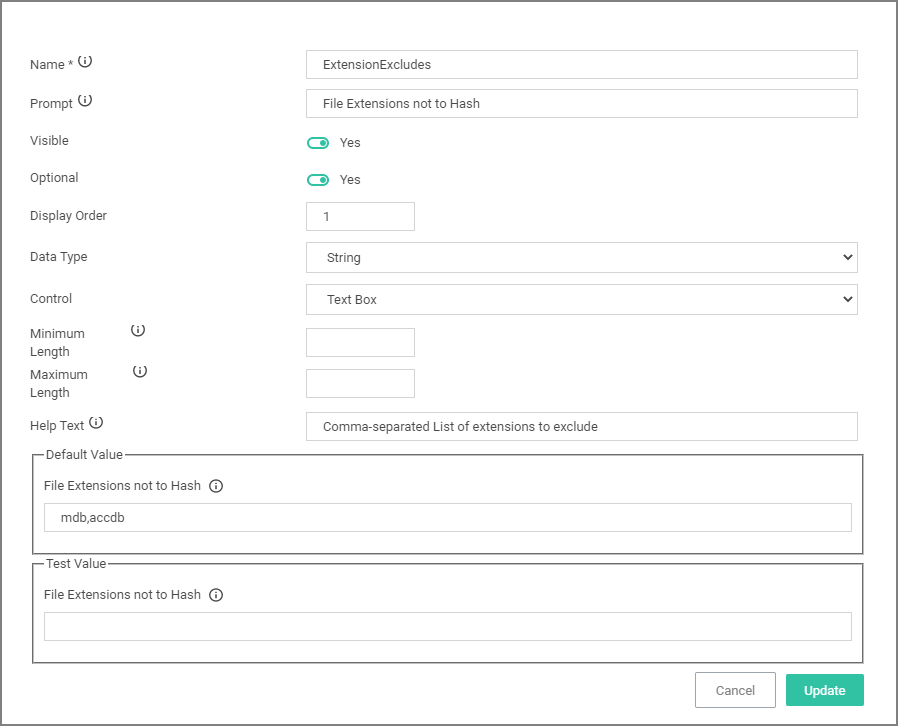 Name *
ExtensionExcludes
Prompt
File Extensions not to Hash
Visible
Yes
Optional
Yes
Display Order
1
Data Type
String
Control
Text Box
Minimum
Length
Maximum
Length
Help Text
Comma-separated List of extensions to exclude
Default Value
File Extensions not to Hash
mdb,accdb
Test Value
File Extensions not to Hash
Cancel
Update